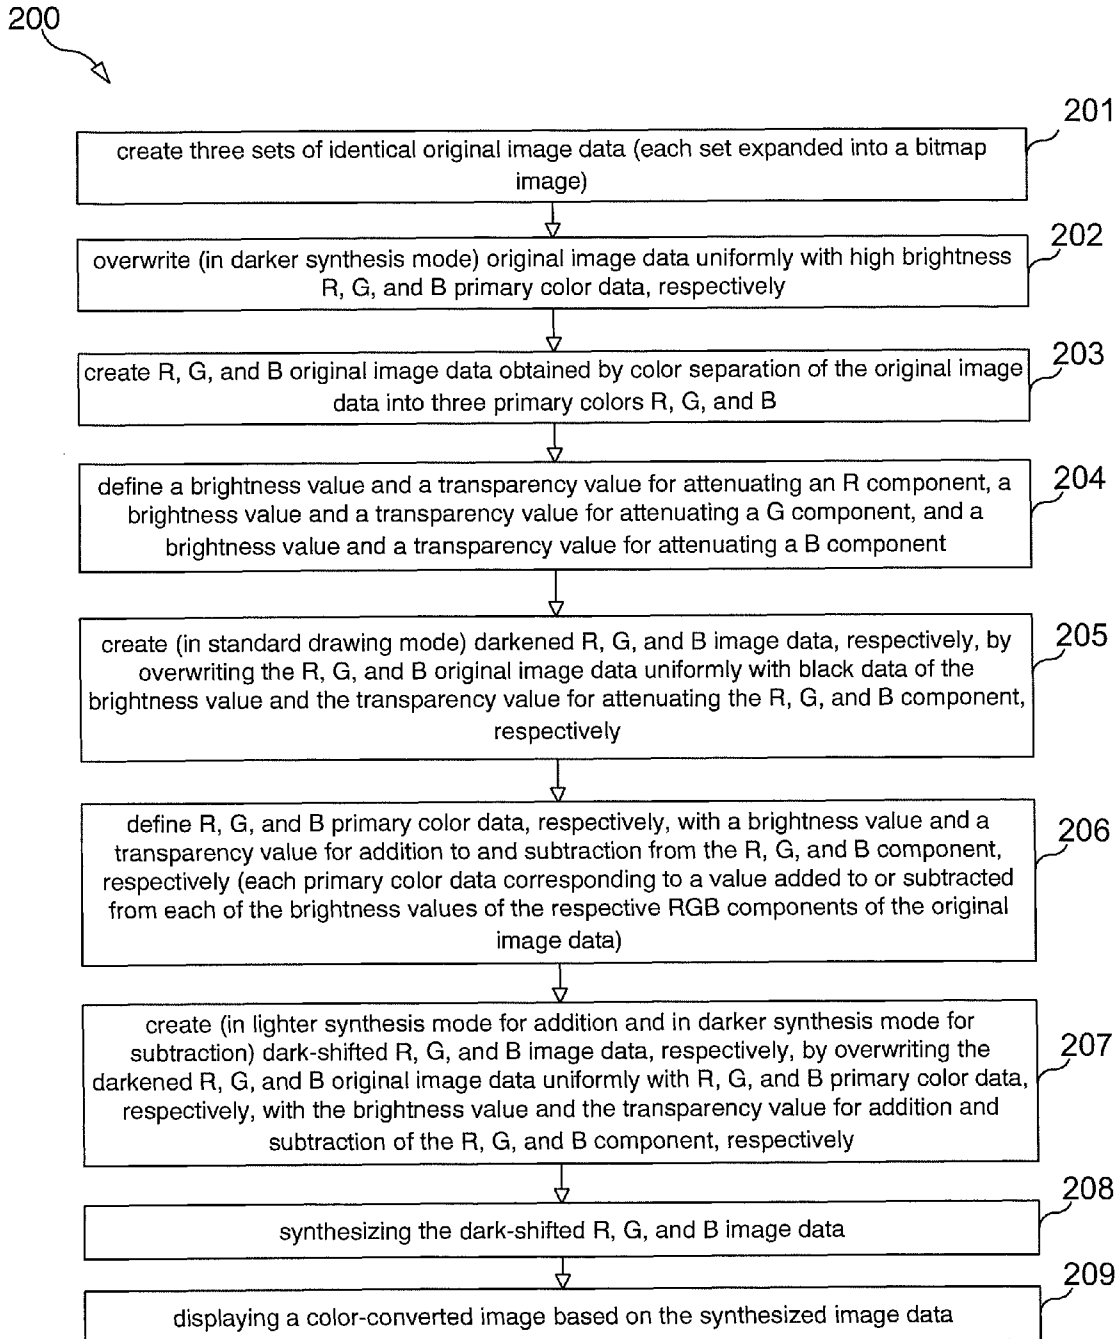 200
201
create three sets of identical original image data (each set expanded into a bitmap
image)
202
overwrite (in darker synthesis mode) original image data uniformly with high brightness
R, G, and B primary color data, respectively
203
create R, G, and B original image data obtained by color separation of the original image
data into three primary colors R, G, and B
204
define a brightness value and a transparency value for attenuating an R component, a
brightness value and a transparency value for attenuating a G component, and a
brightness value and a transparency value for attenuating a B component
205
create (in standard drawing mode) darkened R, G, and B image data, respectively, by
overwriting the R, G, and B original image data uniformly with black data of the
brightness value and the transparency value for attenuating the R, G, and B component,
respectively
206
define R, G, and B primary color data, respectively, with a brightness value and a
transparency value for addition to and subtraction from the R, G, and B component,
respectively (each primary color data corresponding to a value added to or subtracted
from each of the brightness values of the respective RGB components of the original
image data)
207
create (in lighter synthesis mode for addition and in darker synthesis mode for
subtraction) dark-shifted R, G, and B image data, respectively, by overwriting the
darkened R, G, and B original image data uniformly with R, G, and B primary color data,
respectively, with the brightness value and the transparency value for addition and
subtraction of the R, G, and B component, respectively
208
synthesizing the dark-shifted R, G, and B image data
209
displaying a color-converted image based on the synthesized image data